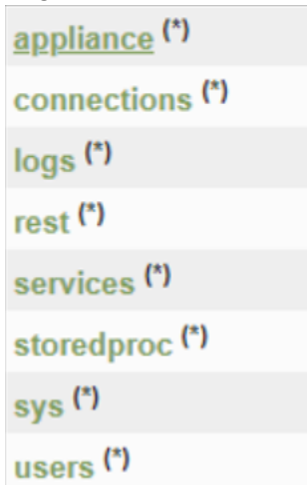 appliance (*)
connections (*)
logs (*)
rest (*)
services (*)
storedproc (*)
sys (*)
users (*)